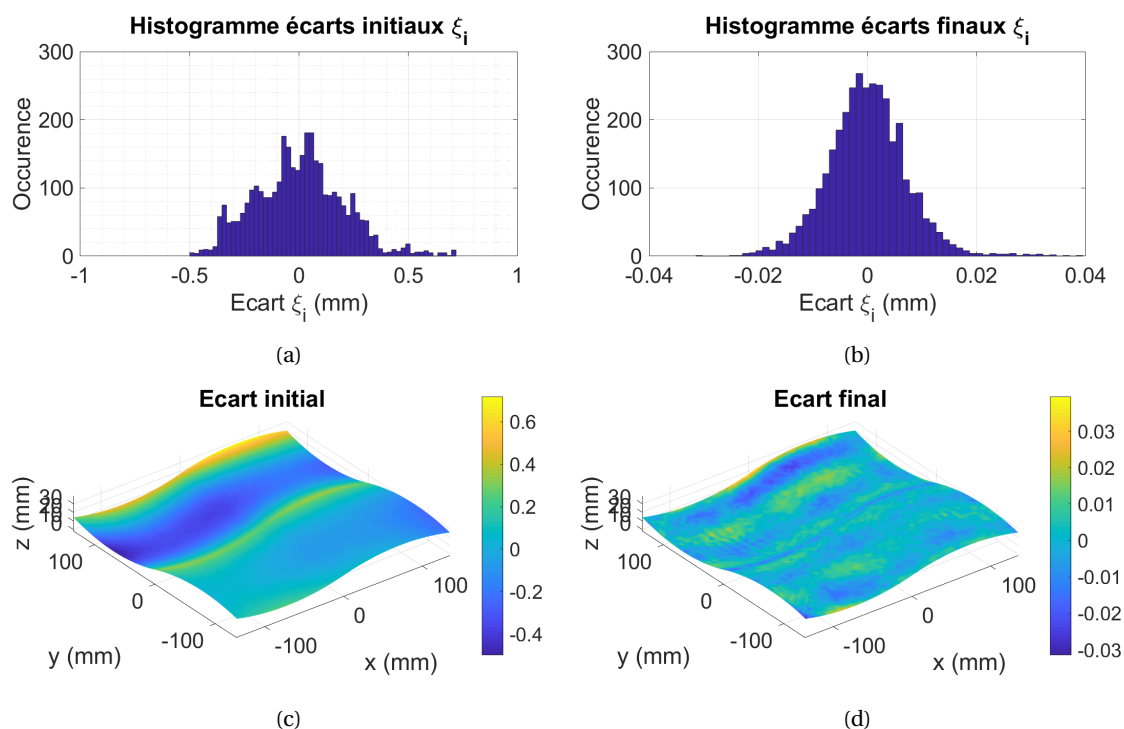 Histogramme écarts initiaux ξi
300
200
100
0
Occurence
-1
-0.5
0
0.5
1
Ecart ξi (mm)
(a)
Histogramme écarts finaux ξi
300
200
100
0
Occurence
-0.04
-0.02
0
0.02
0.04
Ecart ξi (mm)
(b)
Ecart initial
z (mm)
30
0
100
0
-100
y (mm)
-100
0
100
x (mm)
0.6
0.4
0.2
0
-0.2
-0.4
(c)
Ecart final
z (mm)
30
0
100
0
-100
y (mm)
-100
0
100
x (mm)
0.03
0.02
0.01
0
-0.01
-0.02
-0.03
(d)